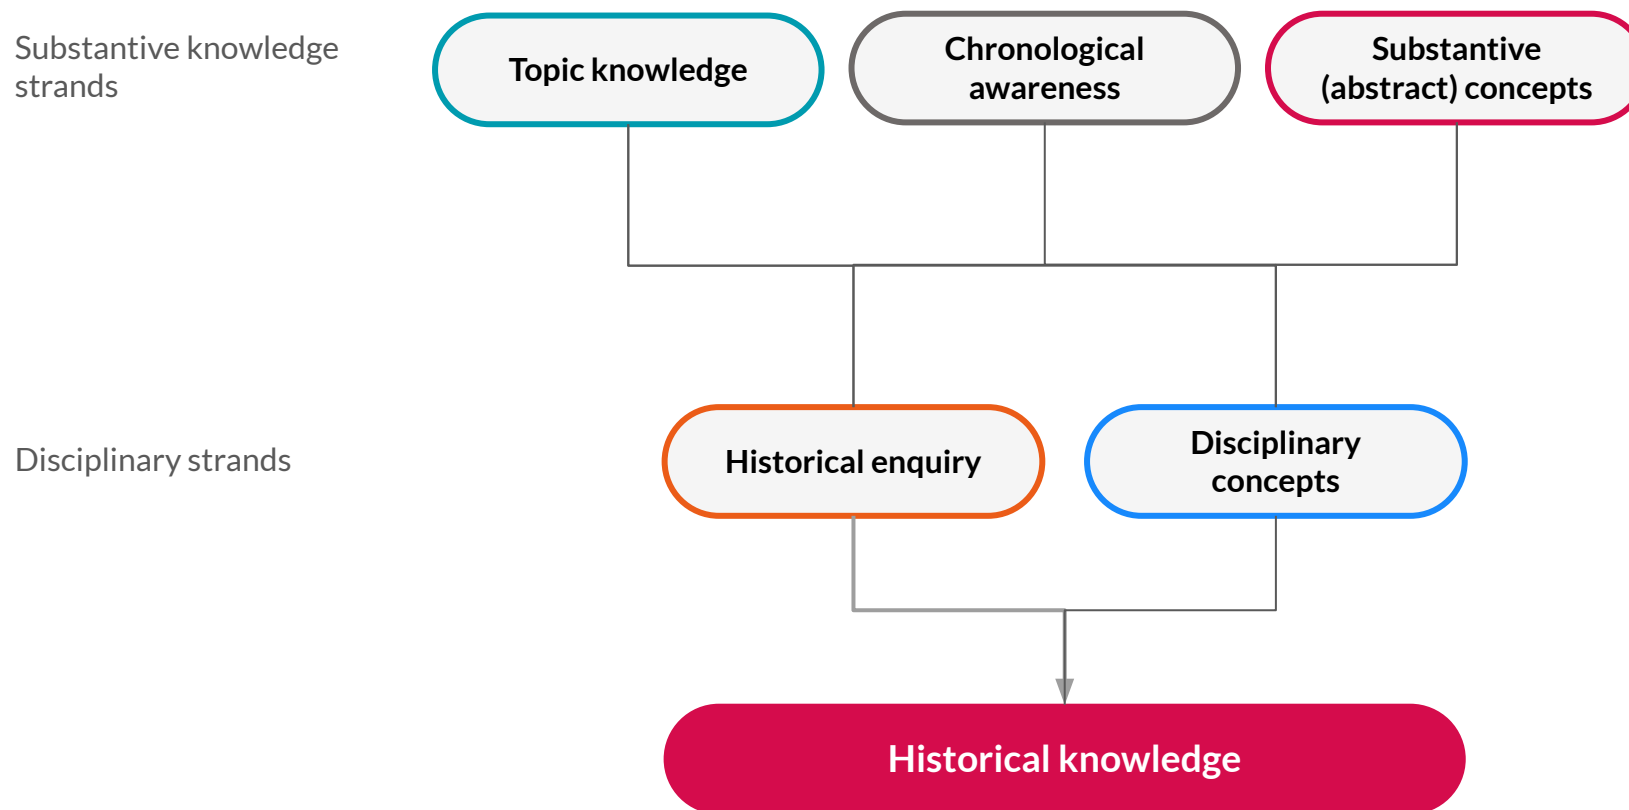 Substantive knowledge
strands
Topic knowledge
Chronological
awareness
Substantive
(abstract) concepts
Disciplinary strands
Historical enquiry
Disciplinary
concepts
Historical knowledge